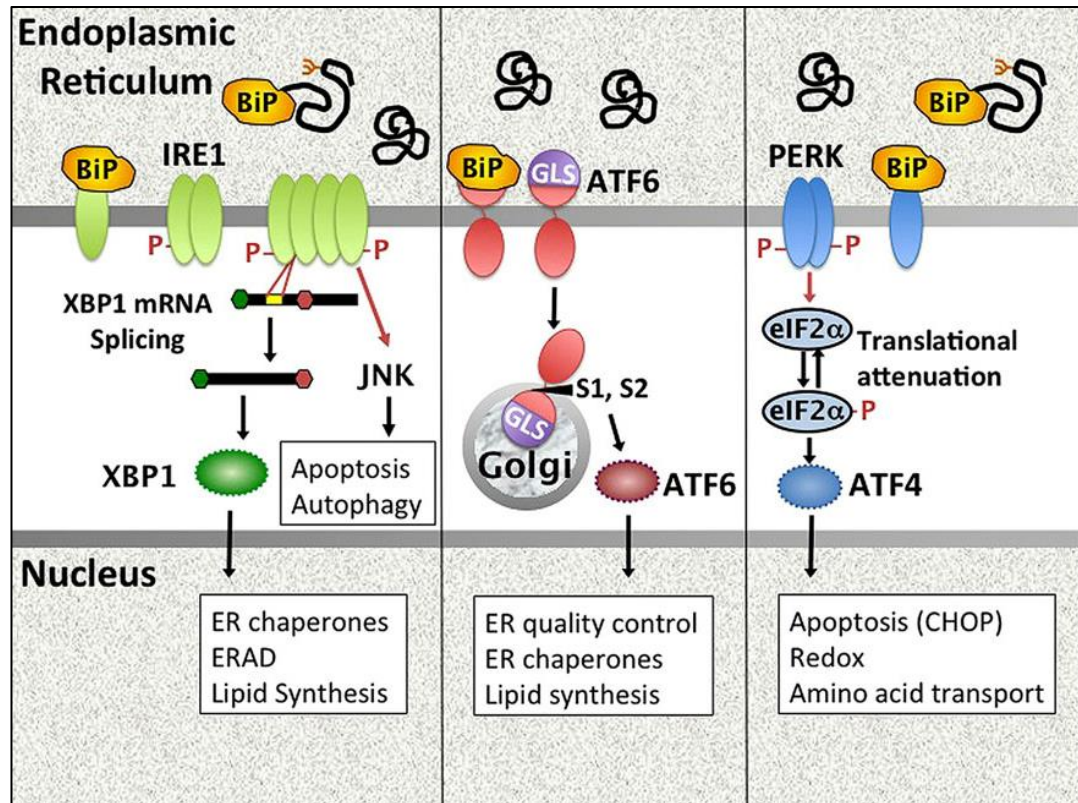 Endoplasmic
Reticulum
BiP
BiP
IRE1
P
P
P
XBP1 mRNA
Splicing
JNK
XBP1
Apoptosis
Autophagy
Nucleus
ER chaperones
ERAD
Lipid Synthesis
BiP
GLS
ATF6
S1, S2
GLS
Golgi
ATF6
ER quality control
ER chaperones
Lipid synthesis
BiP
PERK
BiP
P
P
eIF2α
Translational
attenuation
eIF2α
P
ATF4
Apoptosis (CHOP)
Redox
Amino acid transport